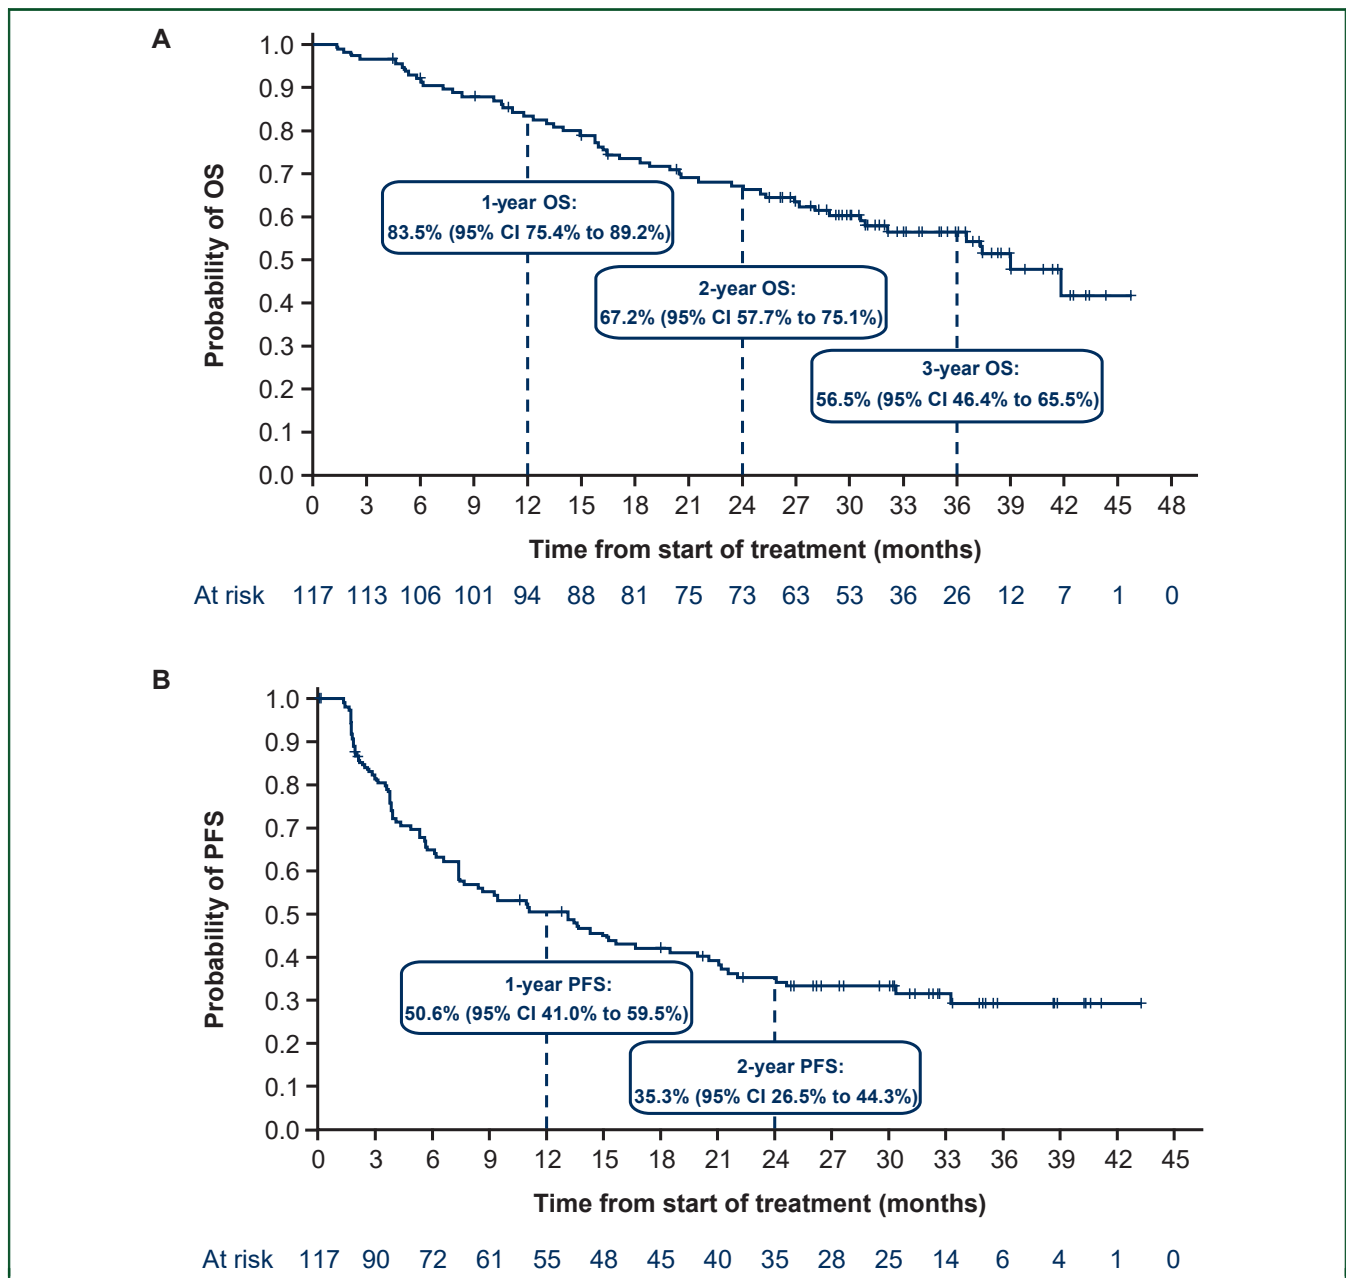 A
1.0
0.9
0.8
0.7
0.6
0.5
0.4
0.3
0.2
0.1
0.0
Probability of OS
1-year OS:
83.5% (95% CI 75.4% to 89.2%)
2-year OS:
67.2% (95% CI 57.7% to 75.1%)
3-year OS:
56.5% (95% CI 46.4% to 65.5%)
0 3 6 9 12 15 18 21 24 27 30 33 36 39 42 45 48
Time from start of treatment (months)
At risk 117 113 106 101 94 88 81 75 73 63 53 36 26 12 7 1 0
B
1.0
0.9
0.8
0.7
0.6
0.5
0.4
0.3
0.2
0.1
0.0
Probability of PFS
1-year PFS:
50.6% (95% CI 41.0% to 59.5%)
2-year PFS:
35.3% (95% CI 26.5% to 44.3%)
0 3 6 9 12 15 18 21 24 27 30 33 36 39 42 45
Time from start of treatment (months)
At risk 117 90 72 61 55 48 45 40 35 28 25 14 6 4 1 0